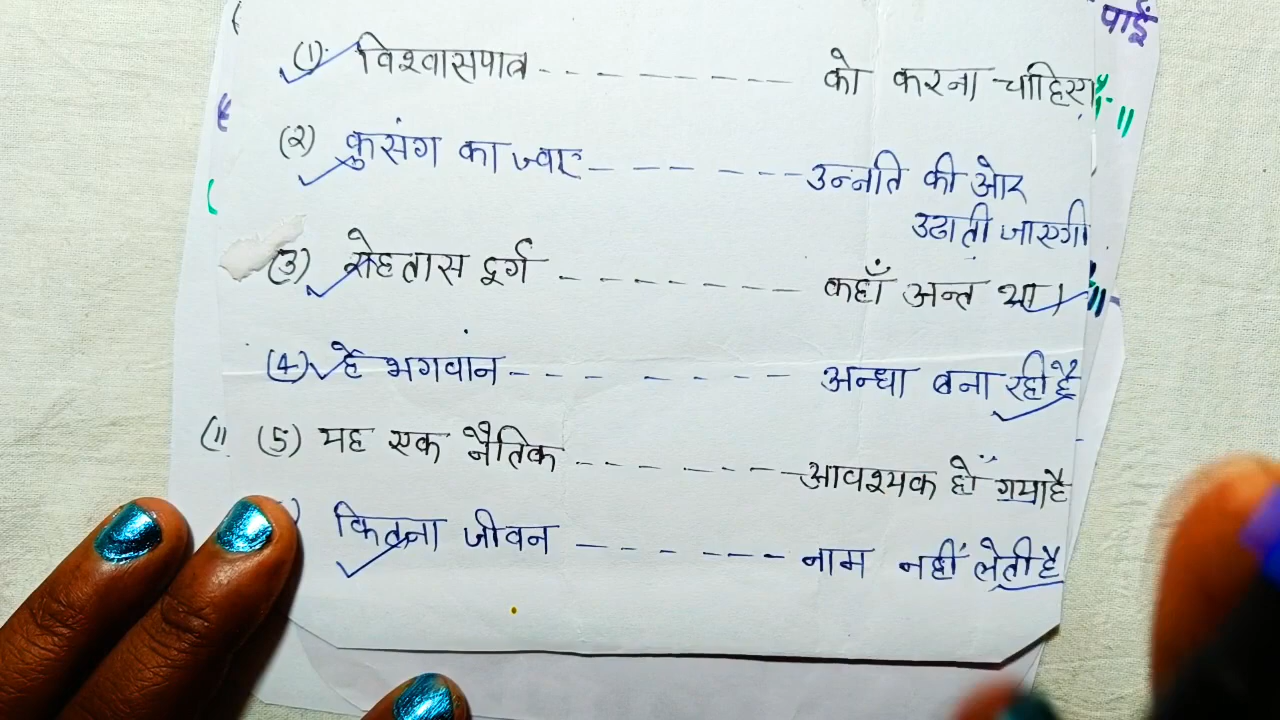 पाई
(1) विश्वासपात्र - - - - - - - - - को करना चाहिए।
(२) कुसंग का ज्वर - - - - - - - उन्नति की ओर
उठाती जाएगी
(3) रोहतास दुर्ग - - - - - - - कहाँ अन्त था।
(4) हे भगवान - - - - - - - अन्धा बना रही है
(5) यह एक नैतिक - - - - - - - आवश्यक हो गया है
कितना जीवन - - - - - - - नाम नहीं लेती है